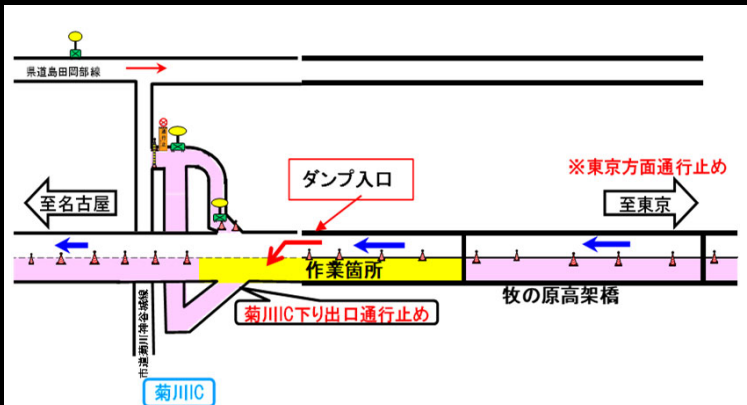 県道島田岡部線
※東京方面通行止め
ダンプ入口
至名古屋
至東京
作業箇所
牧の原高架橋
菊川IC下り出口通行止め
市道菊川神谷城線
菊川IC